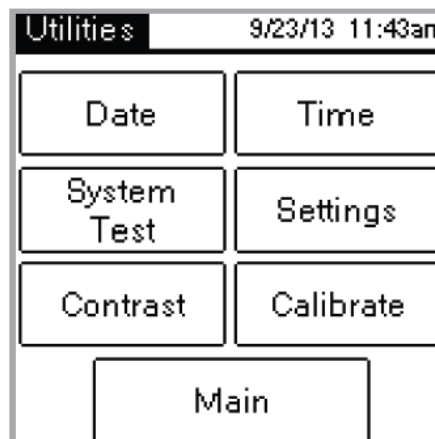 Utilities 9/23/13 11:43am
Date Time
System
Test
Settings
Contrast Calibrate
Main